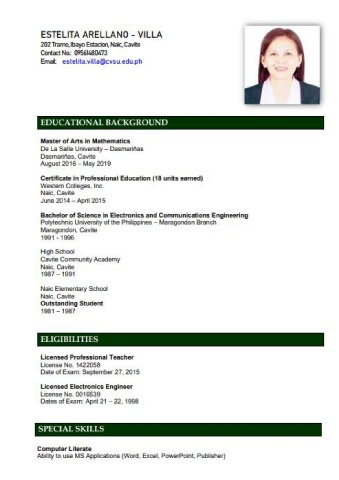 ESTELITA ARELLANO - VILLA
202 Tramo, Ibayo Estacion, Naic, Cavite
Contact No: 09561480473
Email: estelita.villa@cvsu.edu.ph
EDUCATIONAL BACKGROUND
Master of Arts in Mathematics
De La Salle University – Dasmariñas
Dasmariñas, Cavite
August 2016 – May 2019
Certificate in Professional Education (18 units earned)
Western Colleges, Inc.
Naic, Cavite
June 2014 – April 2015
Bachelor of Science in Electronics and Communications Engineering
Polytechnic University of the Philippines – Maragondon Branch
Maragondon, Cavite
1991 - 1996
High School
Cavite Community Academy
Naic, Cavite
1987 – 1991
Naic Elementary School
Naic, Cavite
Outstanding Student
1981 – 1987
ELIGIBILITIES
Licensed Professional Teacher
License No. 1422058
Date of Exam: September 27, 2015
Licensed Electronics Engineer
License No. 0016539
Dates of Exam: April 21 – 22, 1998
SPECIAL SKILLS
Computer Literate
Ability to use MS Applications (Word, Excel, PowerPoint, Publisher)